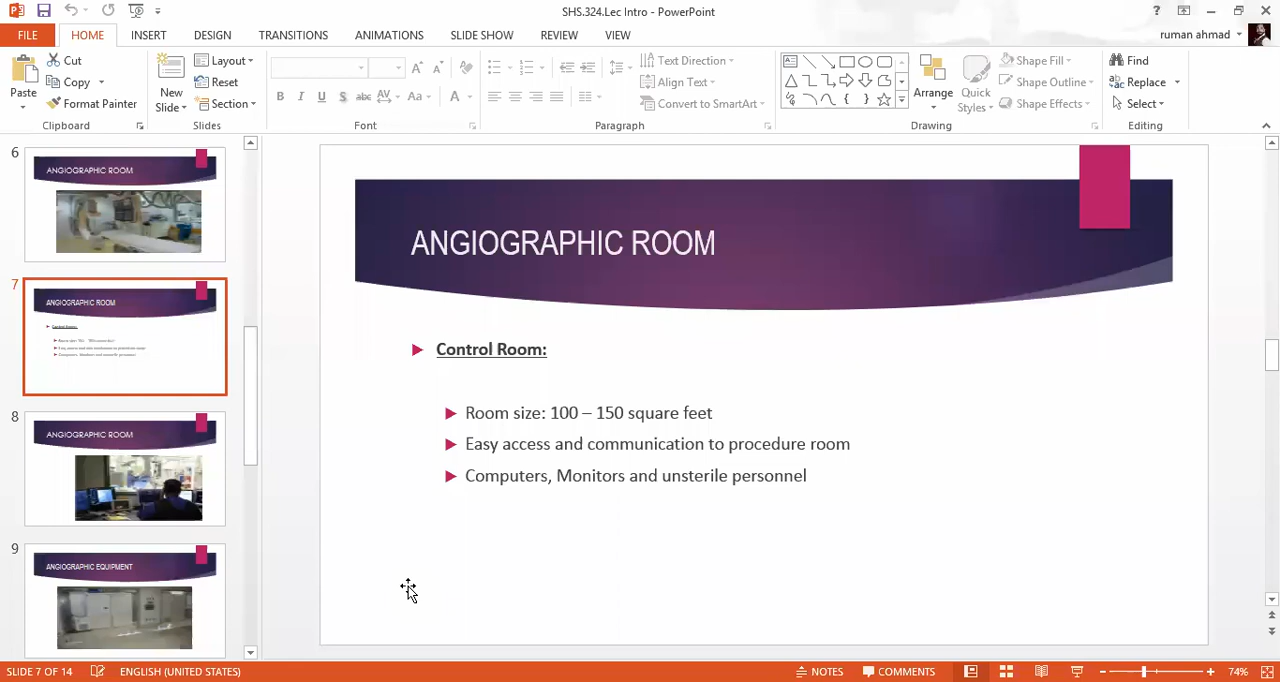 SHS.324.Lec Intro - PowerPoint
FILE HOME INSERT DESIGN TRANSITIONS ANIMATIONS SLIDE SHOW REVIEW VIEW ruman ahmad
Paste
Cut
Copy
Format Painter
Clipboard
New Slide
Layout
Reset
Section
Slides
B I U S abc AV Aa A
Font
Text Direction
Align Text
Convert to SmartArt
Paragraph
Arrange
Quick Styles
Shape Fill
Shape Outline
Shape Effects
Drawing
Find
Replace
Select
Editing
6
ANGIOGRAPHIC ROOM
7
ANGIOGRAPHIC ROOM
Control Room:
8
ANGIOGRAPHIC ROOM
9
ANGIOGRAPHIC EQUIPMENT
ANGIOGRAPHIC ROOM
Control Room:
Room size: 100 – 150 square feet
Easy access and communication to procedure room
Computers, Monitors and unsterile personnel
SLIDE 7 OF 14 ENGLISH (UNITED STATES) NOTES COMMENTS 74%